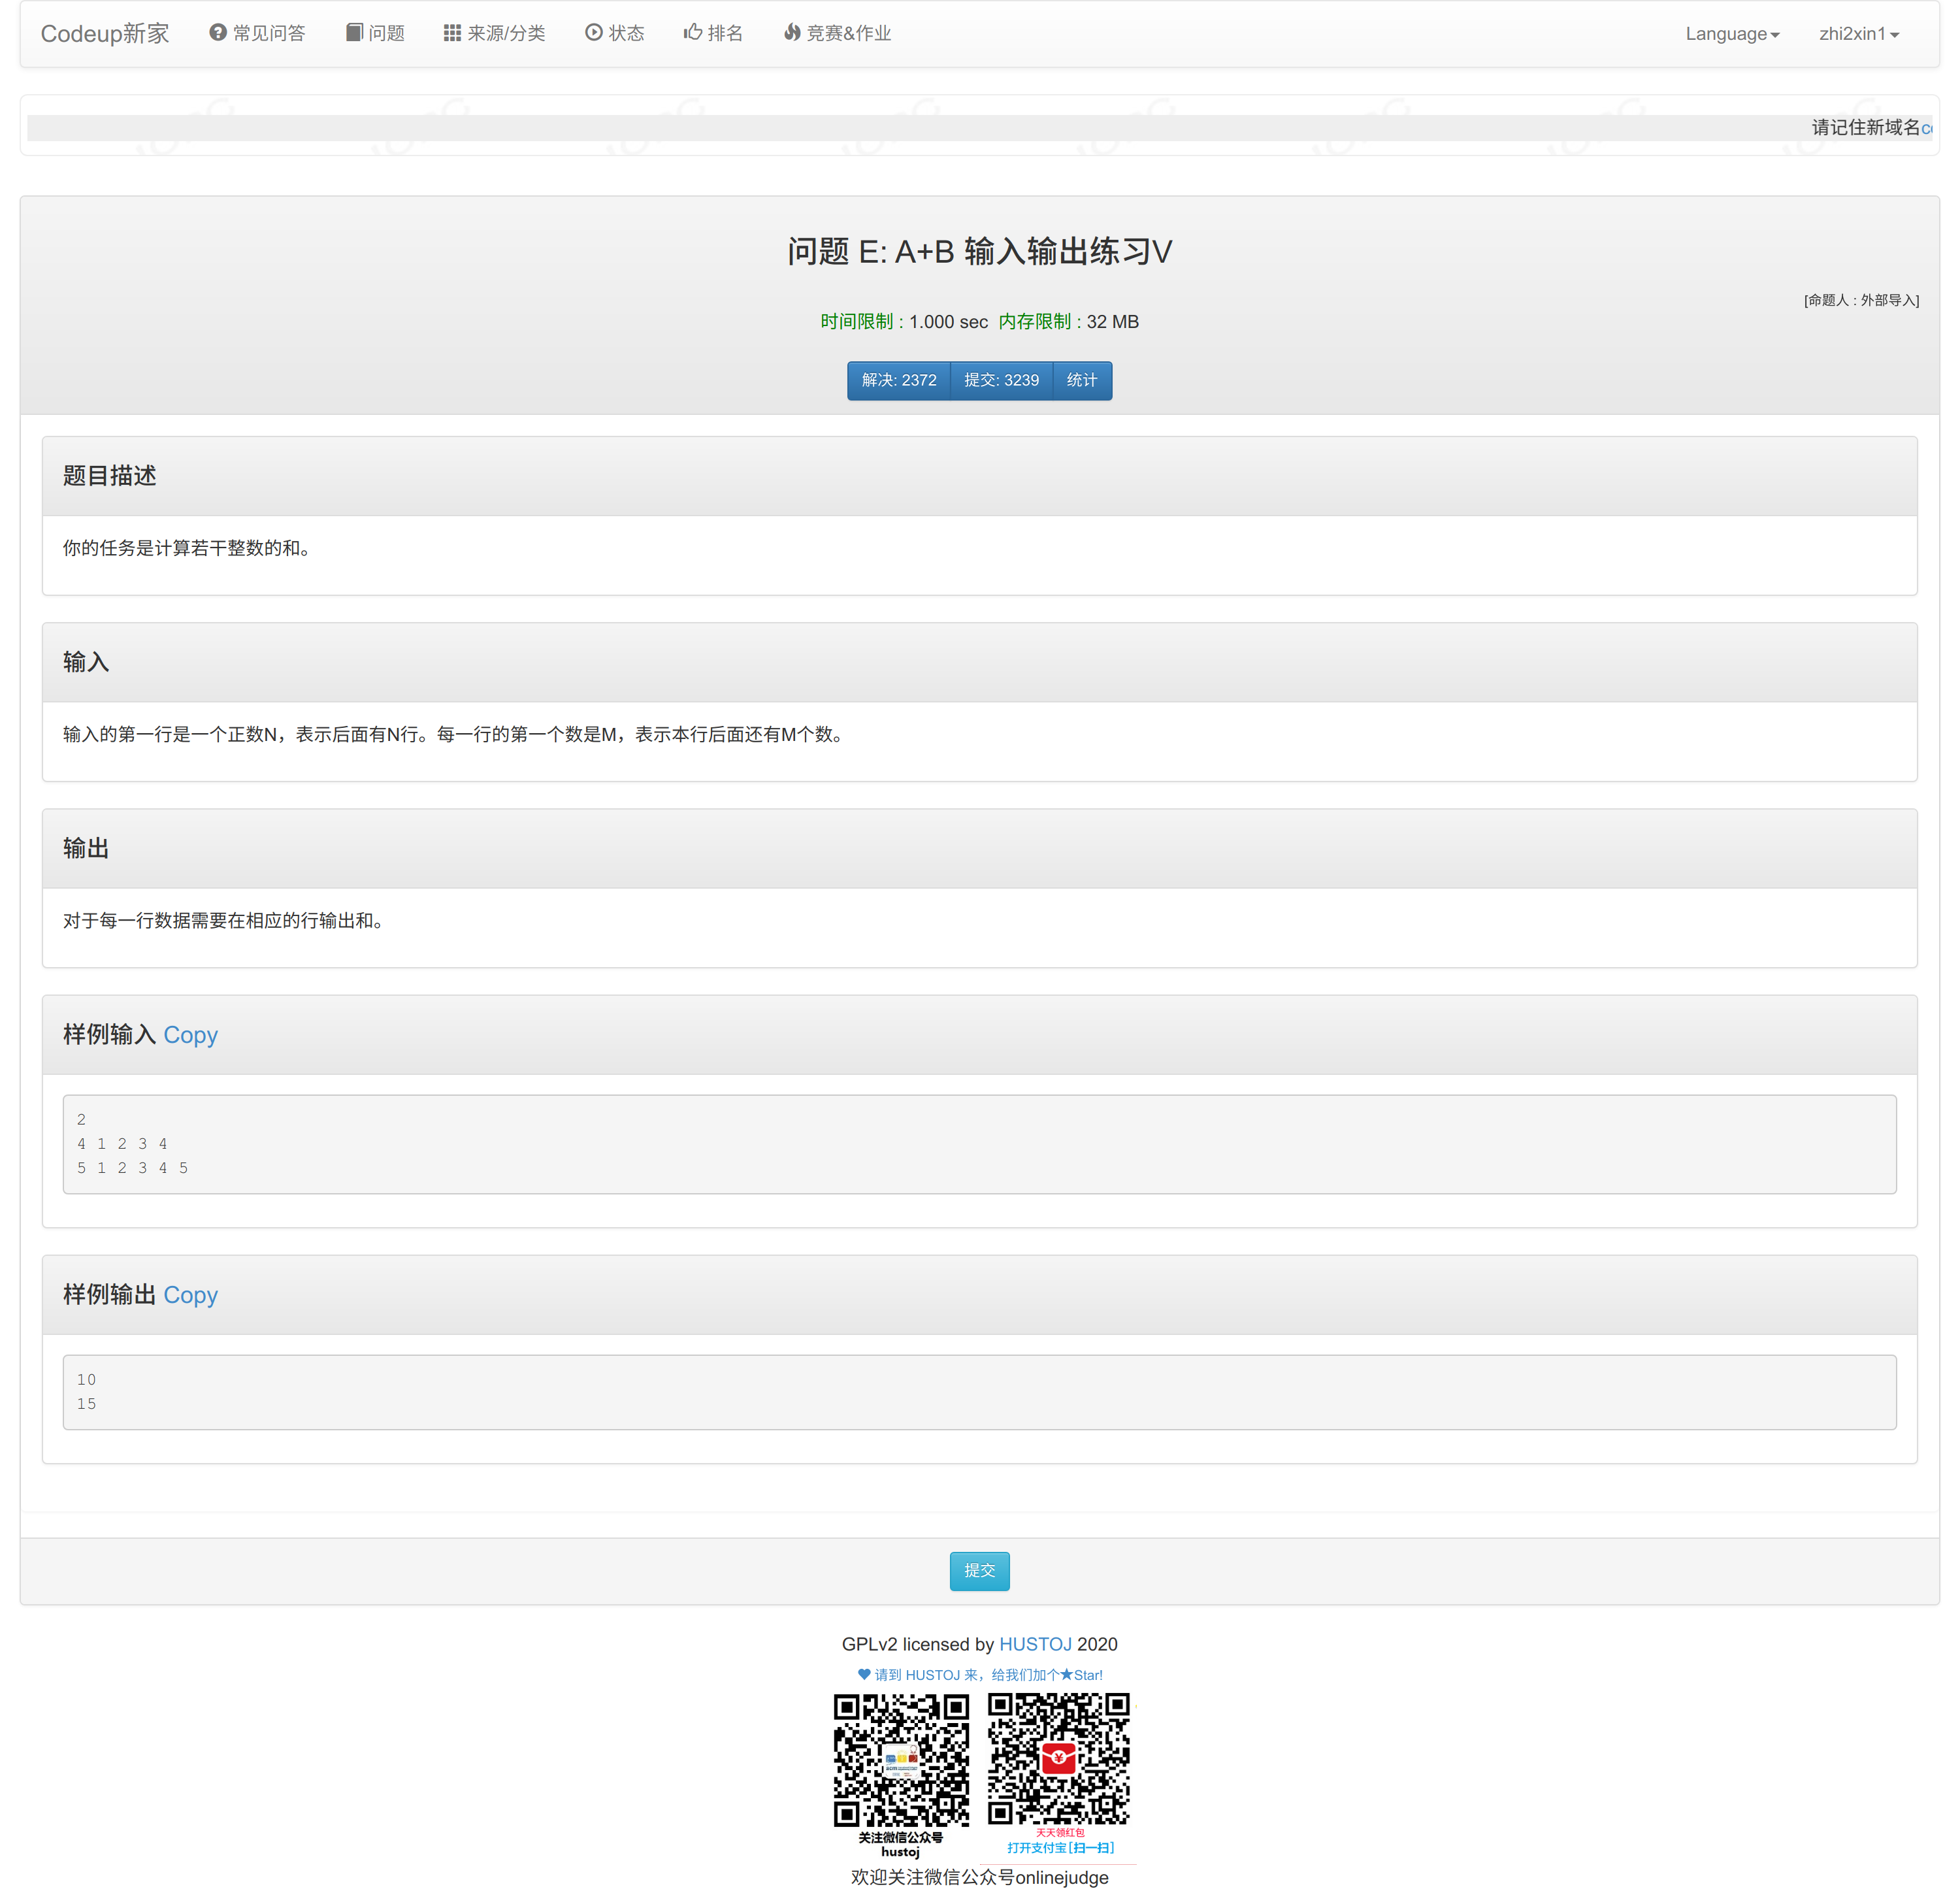 Codeup新家 常见问答 问题 来源/分类 状态 排名 竞赛&作业 Language zhi2xin1
请记住新域名
问题 E: A+B 输入输出练习V
[命题人 : 外部导入]
时间限制 : 1.000 sec 内存限制 : 32 MB
解决: 2372 提交: 3239 统计
题目描述
你的任务是计算若干整数的和。
输入
输入的第一行是一个正数N，表示后面有N行。每一行的第一个数是M，表示本行后面还有M个数。
输出
对于每一行数据需要在相应的行输出和。
样例输入 Copy
2
4 1 2 3 4
5 1 2 3 4 5
样例输出 Copy
10
15
提交
GPLv2 licensed by HUSTOJ 2020
请到 HUSTOJ 来，给我们加个★Star!
关注微信公众号
hustoj
天天领红包
打开支付宝[扫一扫]
欢迎关注微信公众号onlinejudge